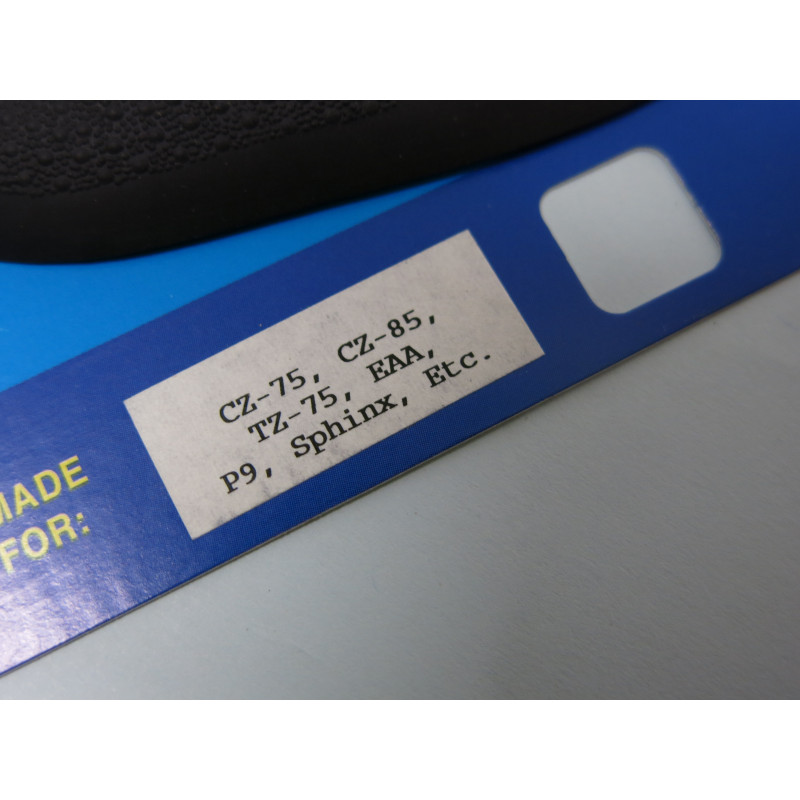 MADE
FOR:
CZ-75, CZ-85,
TZ-75, EAA,
P9, Sphinx, Etc.